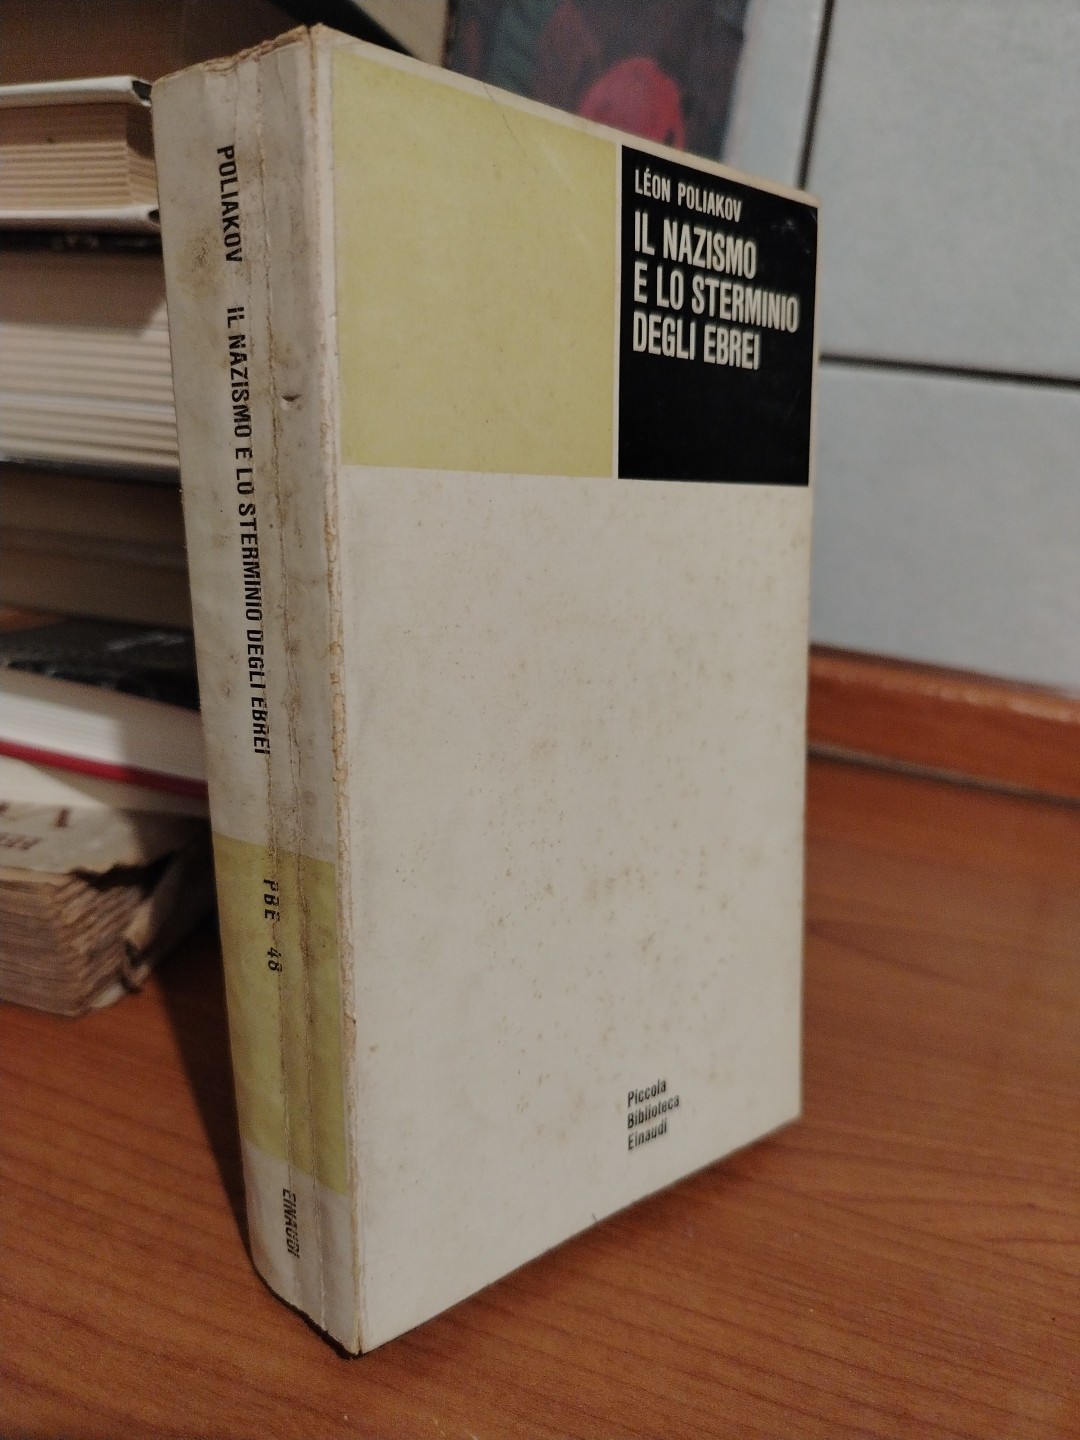 LÉON POLIAKOV
IL NAZISMO
E LO STERMINIO
DEGLI EBREI
Piccola
Biblioteca
Einaudi
POLIAKOV IL NAZISMO E LO STERMINIO DEGLI EBREI
PBE 48
EINAUDI